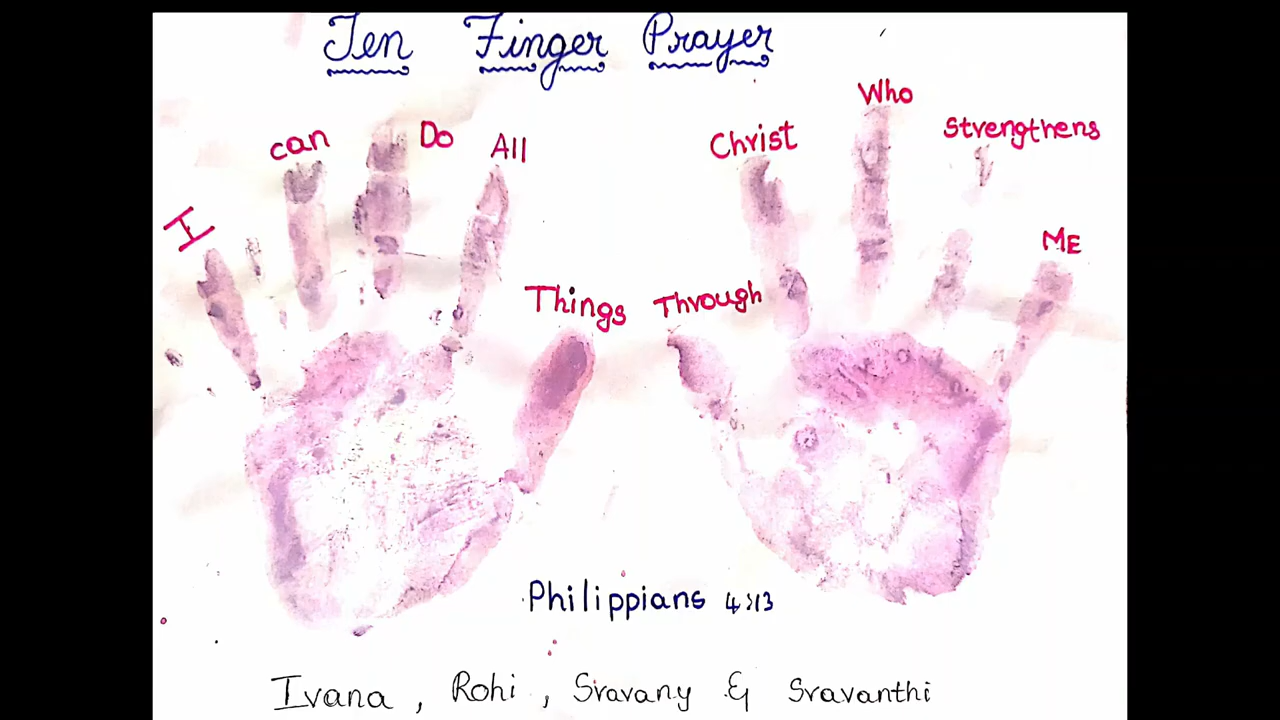 Ten Finger Prayer
I can Do All Things Through Christ Who Strengthens ME
Philippians 4:13
Ivana, Rohi, Sravany & Sravanthi